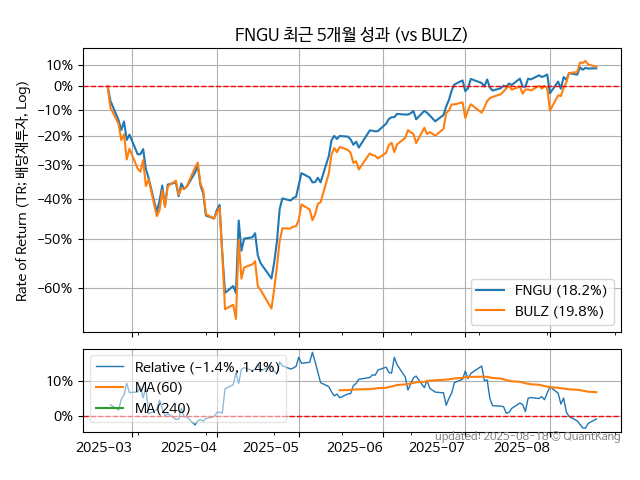 FNGU 최근 5개월 성과 (vs BULZ)
Rate of Return (TR: 배당재투자, Log)
10%
0%
−10%
−20%
−30%
−40%
−50%
−60%
FNGU (18.2%)
BULZ (19.8%)
10%
0%
Relative (−1.4%, 1.4%)
MA(60)
MA(240)
2025-03
2025-04
2025-05
2025-06
2025-07
2025-08
updated: 2025-08-18 © QuantKang